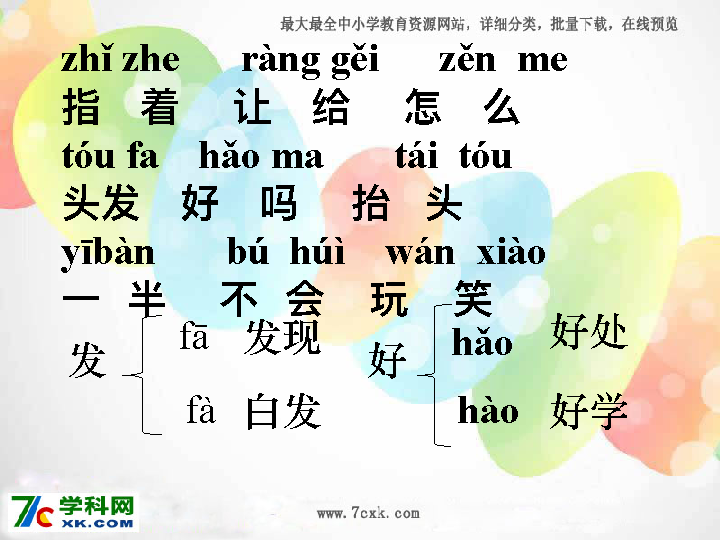 最大最全中小学教育资源网站，详细分类，批量下载，在线预览
zhǐ zhe ràng gěi zěn me
指 着 让 给 怎 么
tóu fa hǎo ma tái tóu
头发 好 吗 抬 头
yībàn bú húì wán xiào
一 半 不 会 玩 笑
发 fā 发现
fà 白发
好 hǎo 好处
hào 好学
7C 学科网
XK.COM
www.7cxk.com